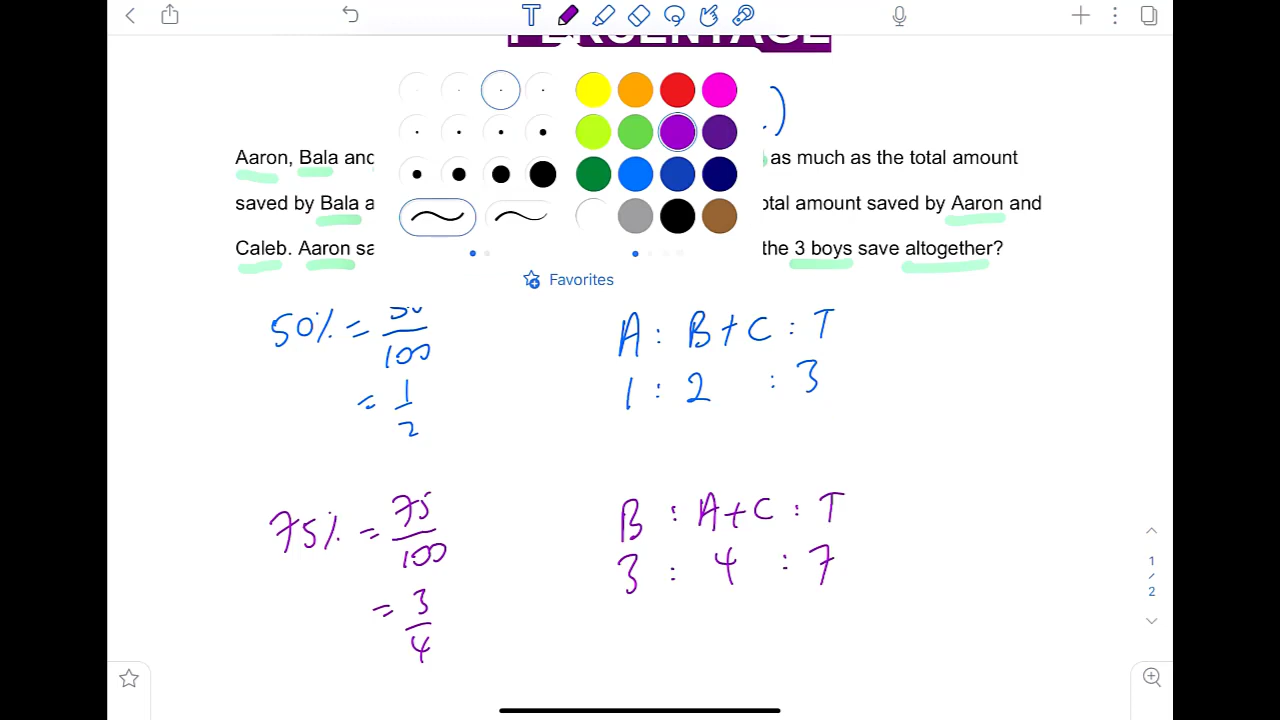 PERCENTAGE
.)
Aaron, Bala and as much as the total amount
saved by Bala a otal amount saved by Aaron and
Caleb. Aaron sa the 3 boys save altogether?
Favorites
50% = 50/100
= 1/2
A : B + C : T
1 : 2 : 3
75% = 75/100
= 3/4
B : A + C : T
3 : 4 : 7
1
/
2